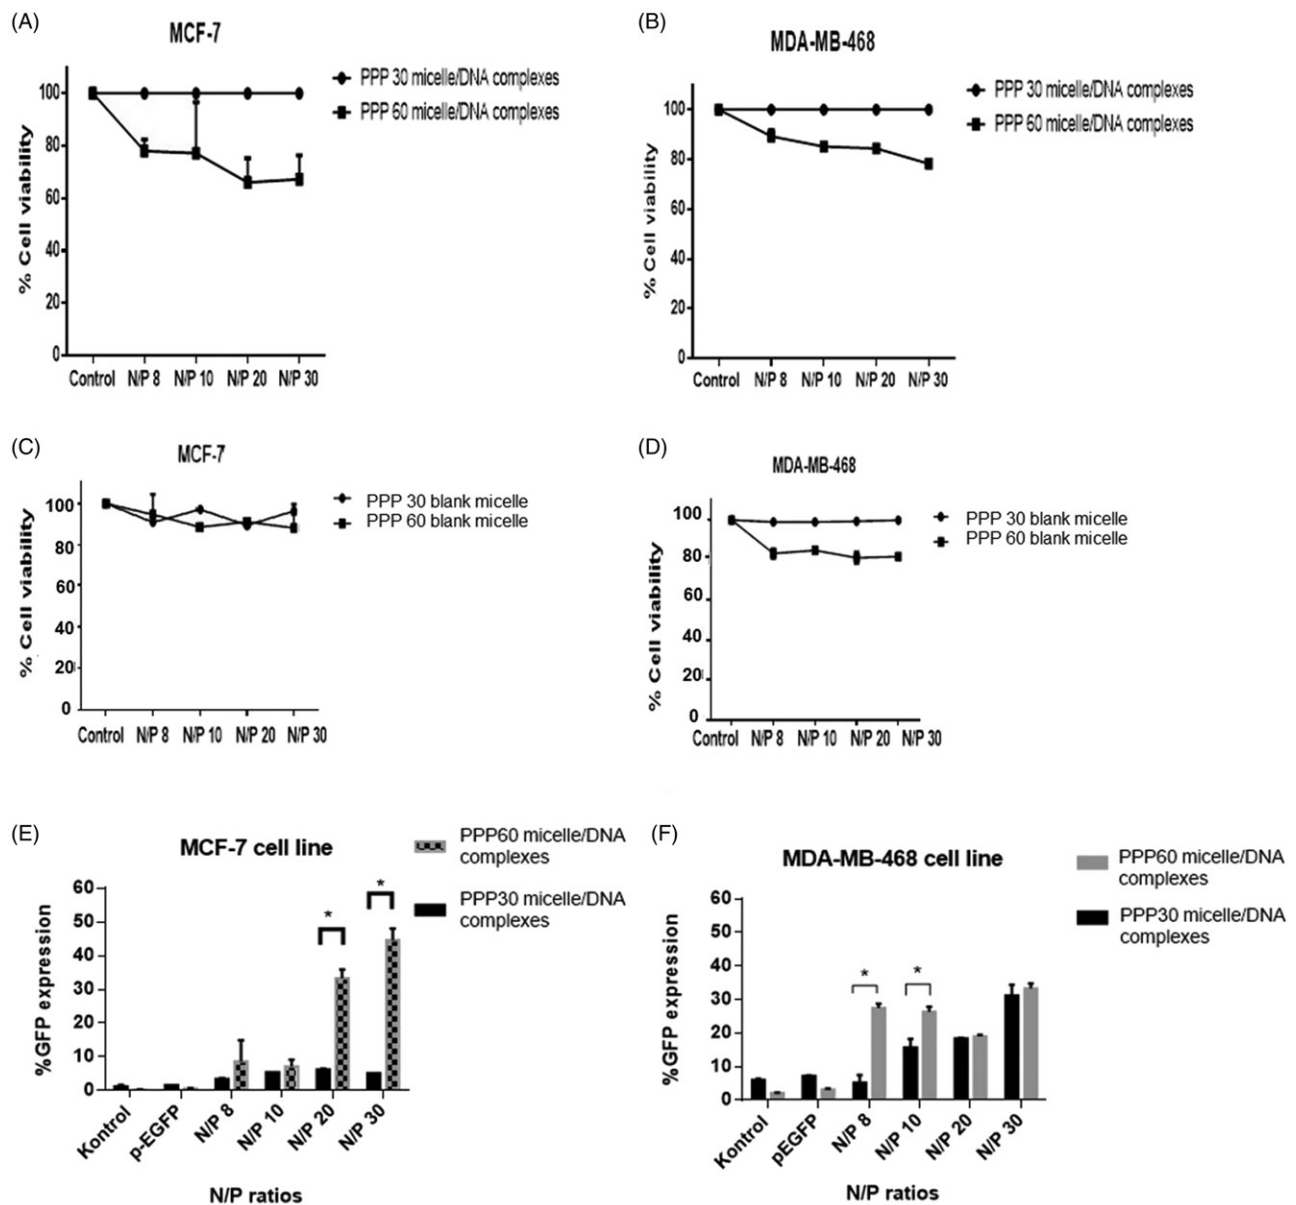 (A)
MCF-7
PPP 30 micelle/DNA complexes
PPP 60 micelle/DNA complexes
% Cell viability
100
80
60
40
20
0
Control N/P 8 N/P 10 N/P 20 N/P 30
(B)
MDA-MB-468
PPP 30 micelle/DNA complexes
PPP 60 micelle/DNA complexes
% Cell viability
100
80
60
40
20
0
Control N/P 8 N/P 10 N/P 20 N/P 30
(C)
MCF-7
PPP 30 blank micelle
PPP 60 blank micelle
% Cell viability
100
80
60
40
20
0
Control N/P 8 N/P 10 N/P 20 N/P 30
(D)
MDA-MB-468
PPP 30 blank micelle
PPP 60 blank micelle
% Cell viability
100
80
60
40
20
0
Control N/P 8 N/P 10 N/P 20 N/P 30
(E)
MCF-7 cell line
PPP60 micelle/DNA
complexes
PPP30 micelle/DNA
complexes
%GFP expression
60
50
40
30
20
10
0
* *
Kontrol p-EGFP N/P 8 N/P 10 N/P 20 N/P 30
N/P ratios
(F)
MDA-MB-468 cell line
PPP60 micelle/DNA
complexes
PPP30 micelle/DNA
complexes
%GFP expression
60
50
40
30
20
10
0
* *
Kontrol pEGFP N/P 8 N/P 10 N/P 20 N/P 30
N/P ratios